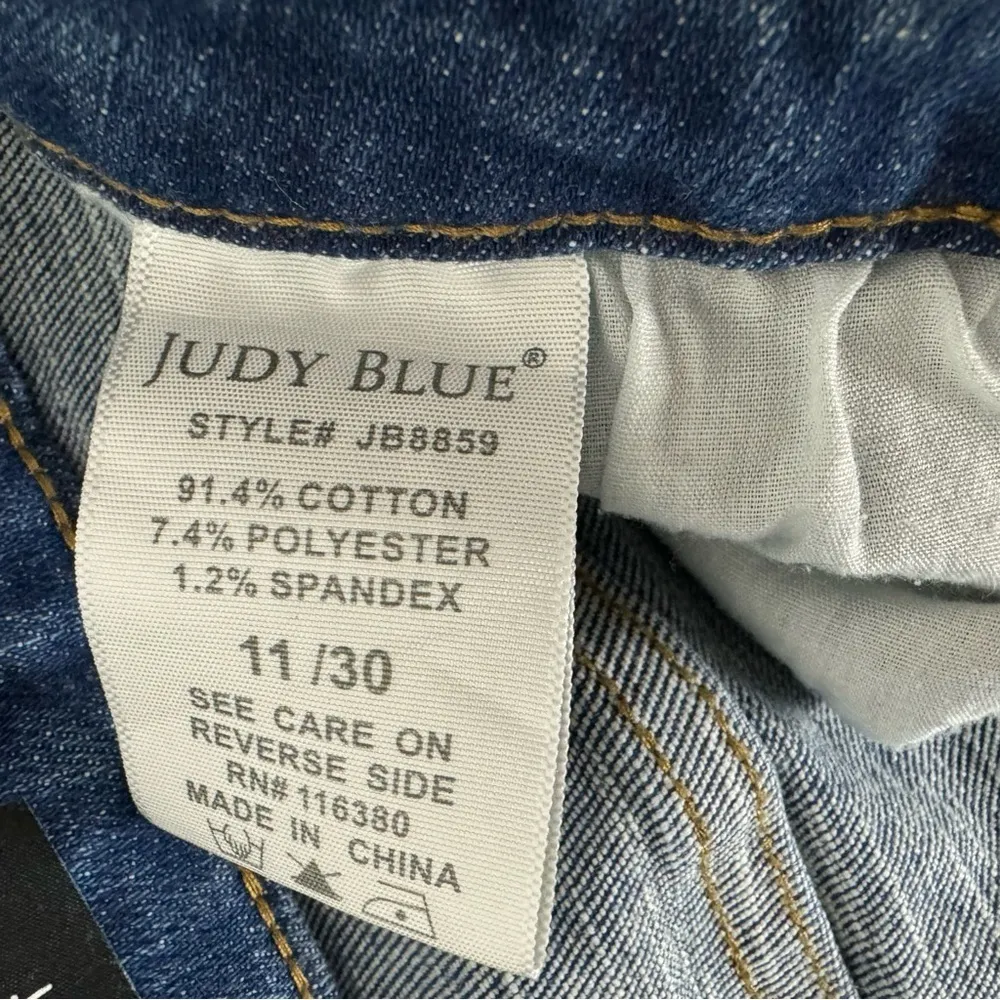 JUDY BLUE®
STYLE# JB8859
91.4% COTTON
7.4% POLYESTER
1.2% SPANDEX
11 /30
SEE CARE ON
REVERSE SIDE
RN# 116380
MADE IN CHINA